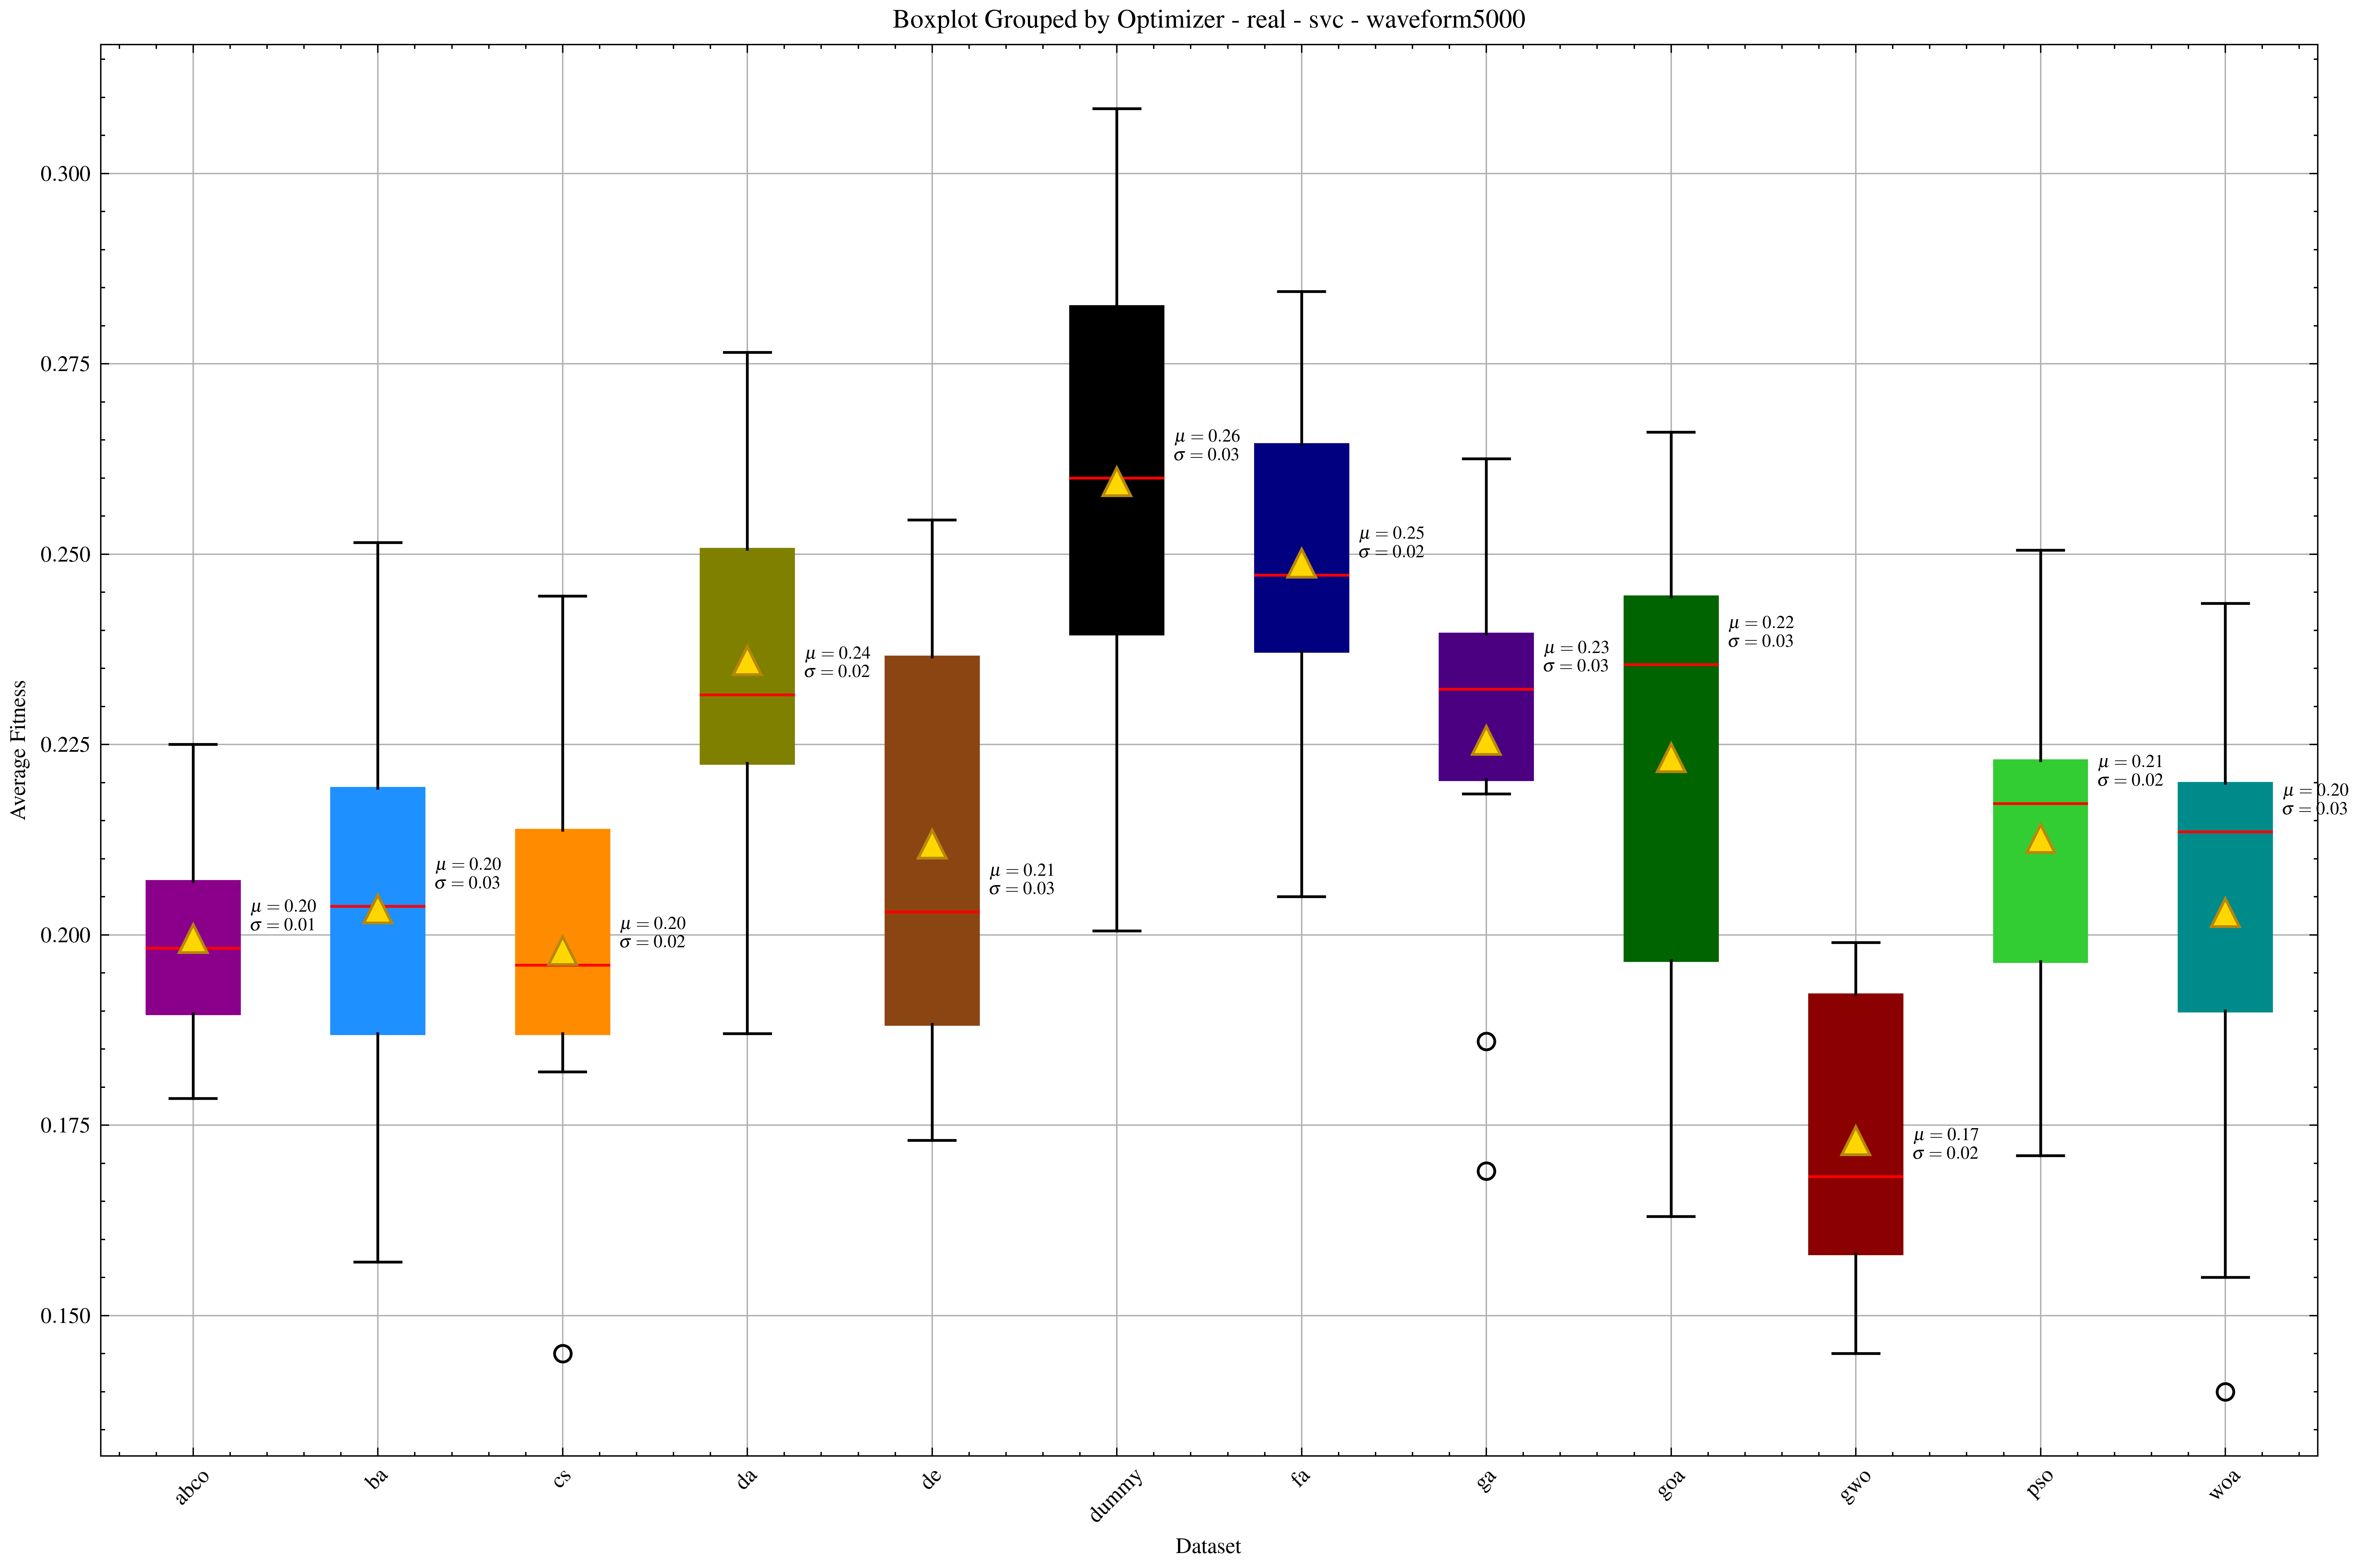 Boxplot Grouped by Optimizer - real - svc - waveform5000
Average Fitness
0.300
0.275
0.250
0.225
0.200
0.175
0.150
μ = 0.20
σ = 0.01
μ = 0.20
σ = 0.03
μ = 0.20
σ = 0.02
μ = 0.24
σ = 0.02
μ = 0.21
σ = 0.03
μ = 0.26
σ = 0.03
μ = 0.25
σ = 0.02
μ = 0.23
σ = 0.03
μ = 0.22
σ = 0.03
μ = 0.17
σ = 0.02
μ = 0.21
σ = 0.02
μ = 0.20
σ = 0.03
abco
ba
cs
da
de
dummy
fa
ga
goa
gwo
pso
woa
Dataset